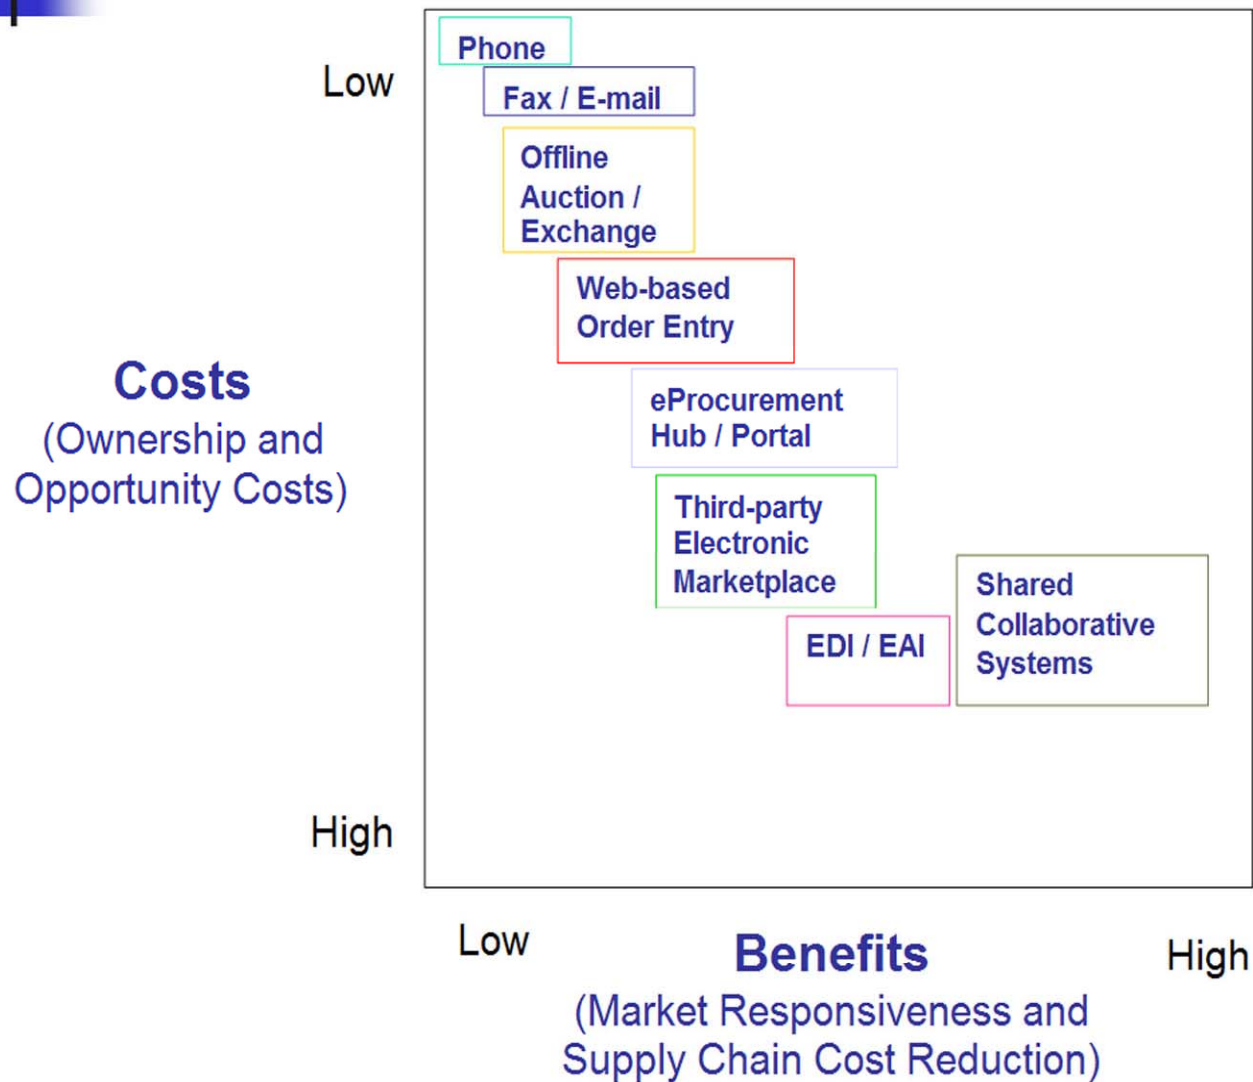 Phone
Low
Fax / E-mail
Offline
Auction /
Exchange
Web-based
Order Entry
Costs
(Ownership and
Opportunity Costs)
eProcurement
Hub / Portal
Third-party
Electronic
Marketplace
Shared
Collaborative
Systems
EDI / EAI
High
Low
Benefits
High
(Market Responsiveness and
Supply Chain Cost Reduction)